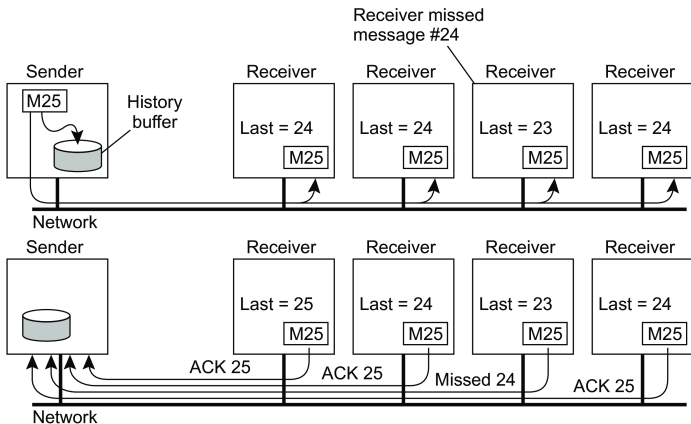 Receiver missed
message #24
Sender
Receiver
Receiver
Receiver
Receiver
M25
History
buffer
Last = 24
Last = 24
Last = 23
Last = 24
M25
M25
M25
M25
Network
Sender
Receiver
Receiver
Receiver
Receiver
Last = 25
Last = 24
Last = 23
Last = 24
M25
M25
M25
M25
ACK 25
ACK 25
Missed 24
ACK 25
Network